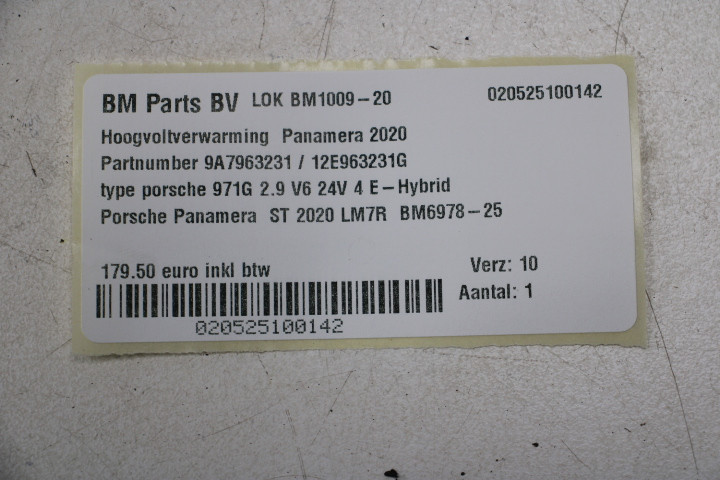 BM Parts BV LOK BM1009-20 020525100142
Hoogvoltverwarming Panamera 2020
Partnumber 9A7963231 / 12E963231G
type porsche 971G 2.9 V6 24V 4 E-Hybrid
Porsche Panamera ST 2020 LM7R BM6978-25
179.50 euro inkl btw Verz: 10
Aantal: 1
020525100142